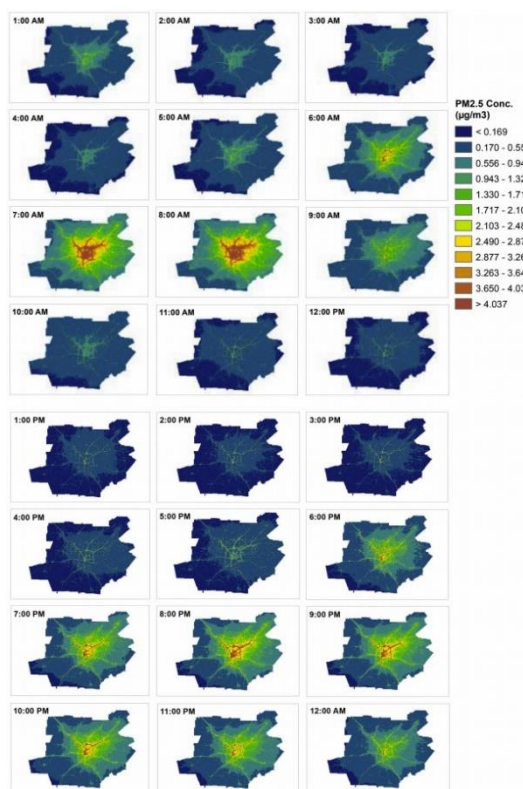 1:00 AM
2:00 AM
3:00 AM
PM2.5 Conc.
(µg/m3)
< 0.169
0.170 - 0.55
0.556 - 0.94
0.943 - 1.32
1.330 - 1.71
1.717 - 2.10
2.103 - 2.48
2.490 - 2.87
2.877 - 3.26
3.263 - 3.64
3.650 - 4.03
> 4.037
4:00 AM
5:00 AM
6:00 AM
7:00 AM
8:00 AM
9:00 AM
10:00 AM
11:00 AM
12:00 PM
1:00 PM
2:00 PM
3:00 PM
4:00 PM
5:00 PM
6:00 PM
7:00 PM
8:00 PM
9:00 PM
10:00 PM
11:00 PM
12:00 AM